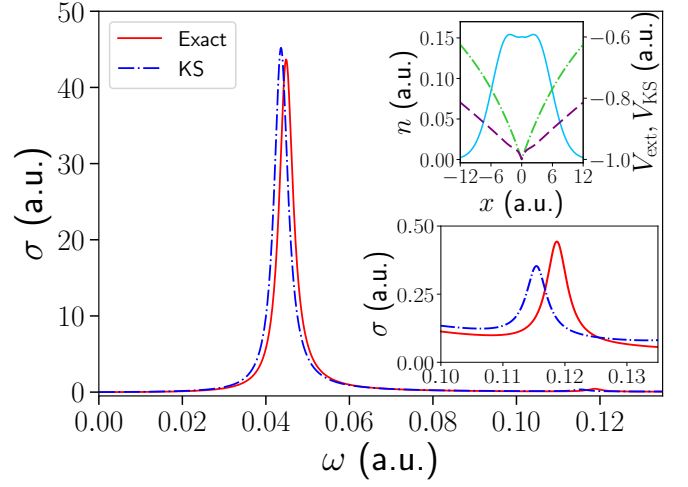 Exact
KS
σ (a.u.)
50
40
30
20
10
0
0.00 0.02 0.04 0.06 0.08 0.10 0.12
ω (a.u.)
n (a.u.)
0.15
0.10
0.05
0.00
−12 −6 0 6 12
x (a.u.)
−0.6
−0.8
−1.0
V_ext, V_KS (a.u.)
σ (a.u.)
0.50
0.25
0.00
0.10 0.11 0.12 0.13